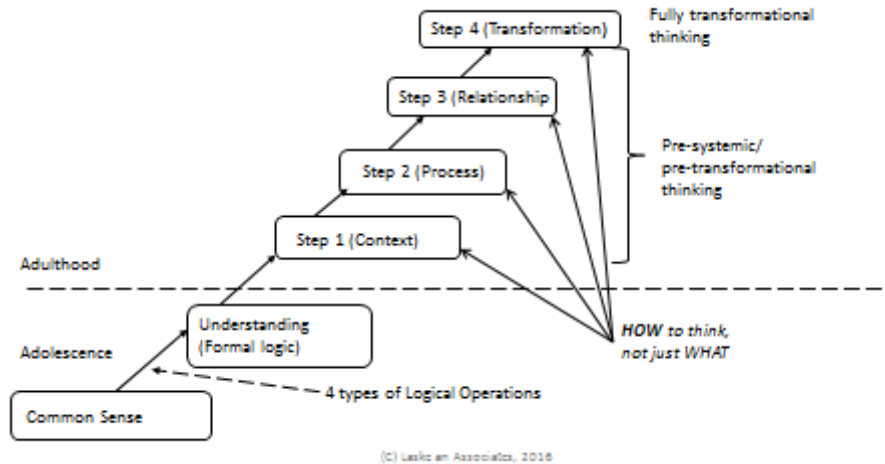 Step 4 (Transformation)
Fully transformational
thinking
Step 3 (Relationship
Pre-systemic/
pre-transformational
thinking
Step 2 (Process)
Step 1 (Context)
Adulthood
Understanding
(Formal logic)
HOW to think,
not just WHAT
Adolescence
4 types of Logical Operations
Common Sense
(C) Laske an Associates, 2016